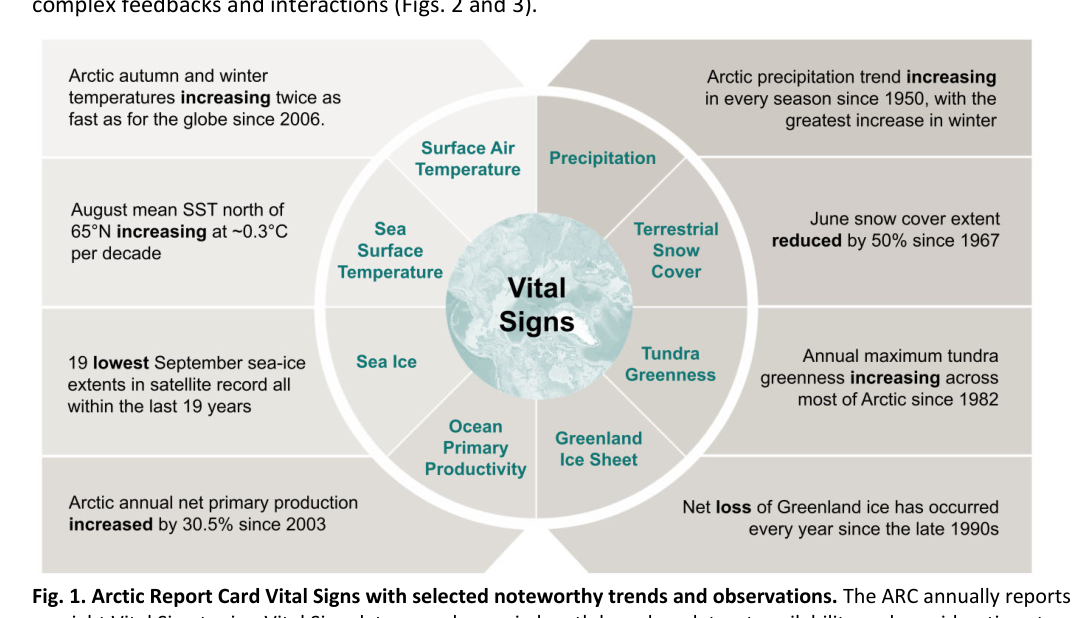 complex feedbacks and interactions (Figs. 2 and 3).
Arctic autumn and winter
temperatures increasing twice as
fast as for the globe since 2006.
Arctic precipitation trend increasing
in every season since 1950, with the
greatest increase in winter
Surface Air
Temperature
Precipitation
August mean SST north of
65°N increasing at ~0.3°C
per decade
Sea
Surface
Temperature
Terrestrial
Snow
Cover
June snow cover extent
reduced by 50% since 1967
Vital
Signs
19 lowest September sea-ice
extents in satellite record all
within the last 19 years
Sea Ice
Tundra
Greenness
Annual maximum tundra
greenness increasing across
most of Arctic since 1982
Ocean
Primary
Productivity
Greenland
Ice Sheet
Arctic annual net primary production
increased by 30.5% since 2003
Net loss of Greenland ice has occurred
every year since the late 1990s
Fig. 1. Arctic Report Card Vital Signs with selected noteworthy trends and observations. The ARC annually reports